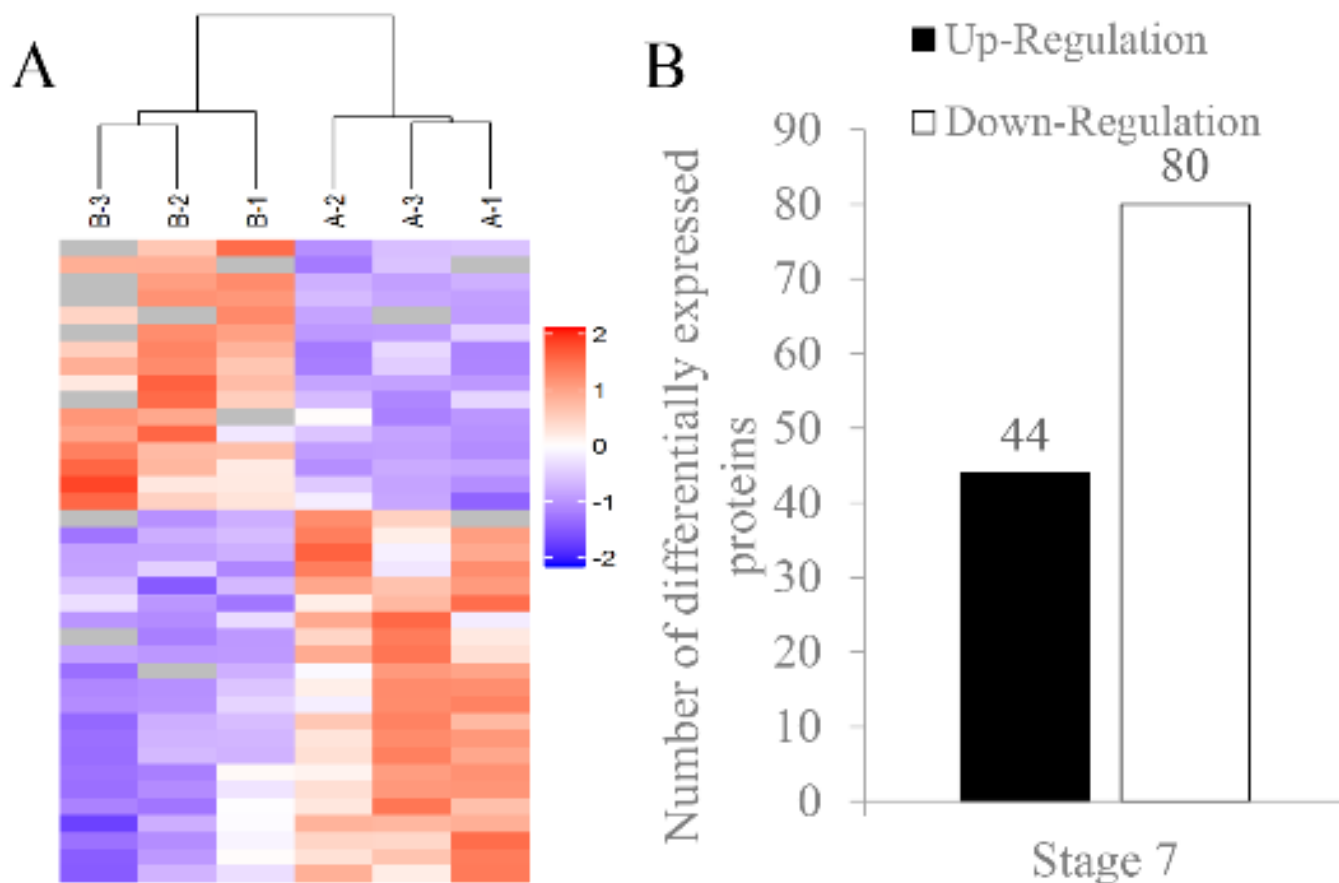 A
B-3
B-2
B-1
A-2
A-3
A-1
2
1
0
-1
-2
B
Up-Regulation
Down-Regulation
Number of differentially expressed
proteins
90
80
70
60
50
40
30
20
10
0
44
80
Stage 7